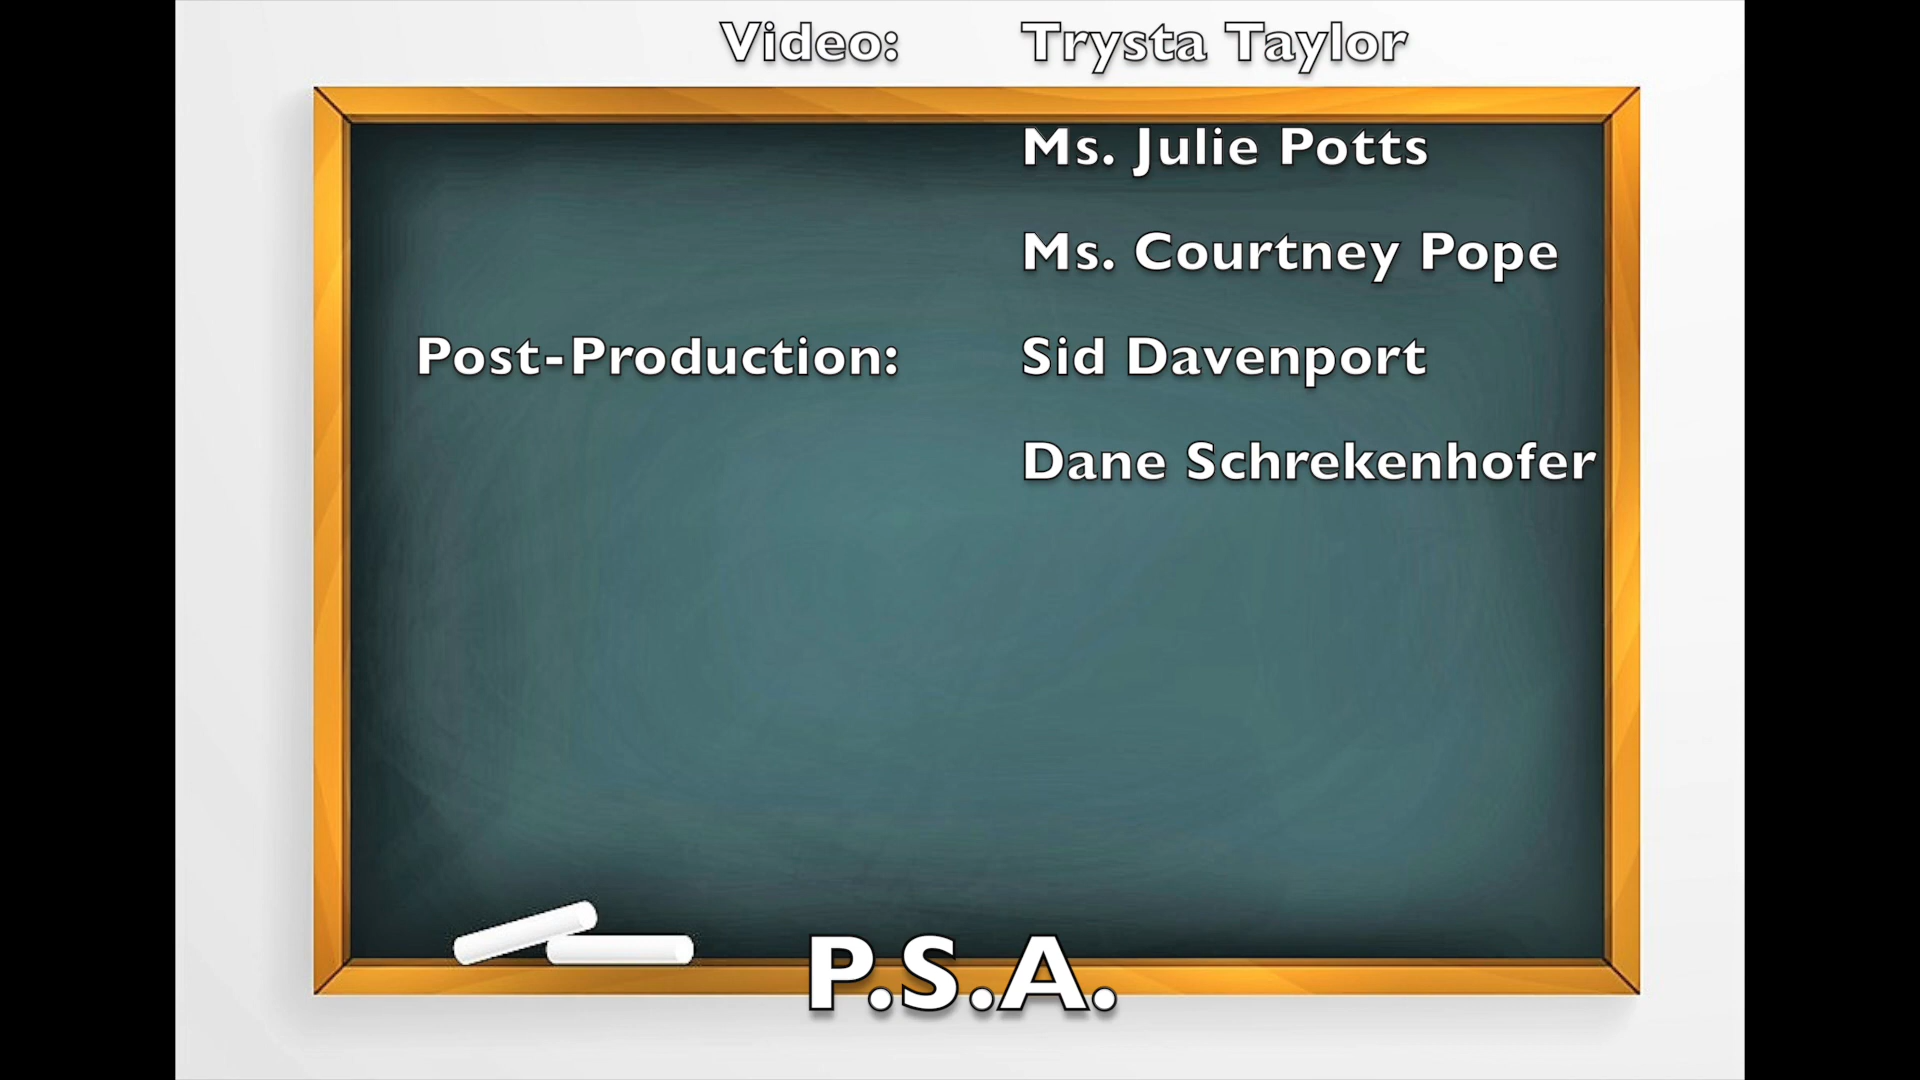 Video: Trysta Taylor
Ms. Julie Potts
Ms. Courtney Pope
Post-Production: Sid Davenport
Dane Schrekenhofer
P.S.A.